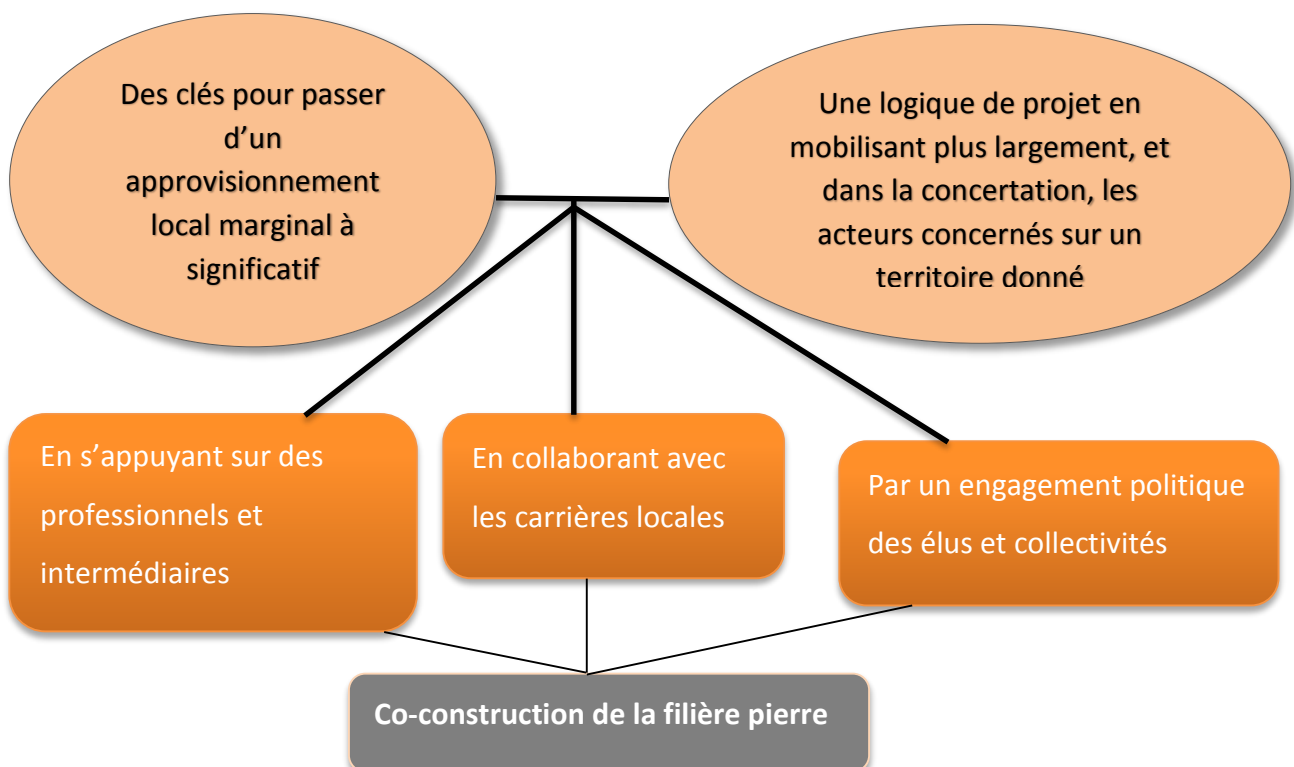 Des clés pour passer
d’un
approvisionnement
local marginal à
significatif
Une logique de projet en
mobilisant plus largement, et
dans la concertation, les
acteurs concernés sur un
territoire donné
En s’appuyant sur des
professionnels et
intermédiaires
En collaborant avec
les carrières locales
Par un engagement politique
des élus et collectivités
Co-construction de la filière pierre